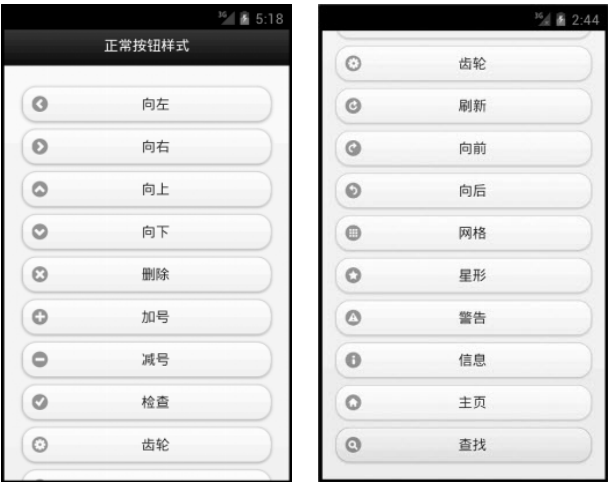 3G 5:18
正常按钮样式
向左
向右
向上
向下
删除
加号
减号
检查
齿轮
3G 2:44
齿轮
刷新
向前
向后
网格
星形
警告
信息
主页
查找